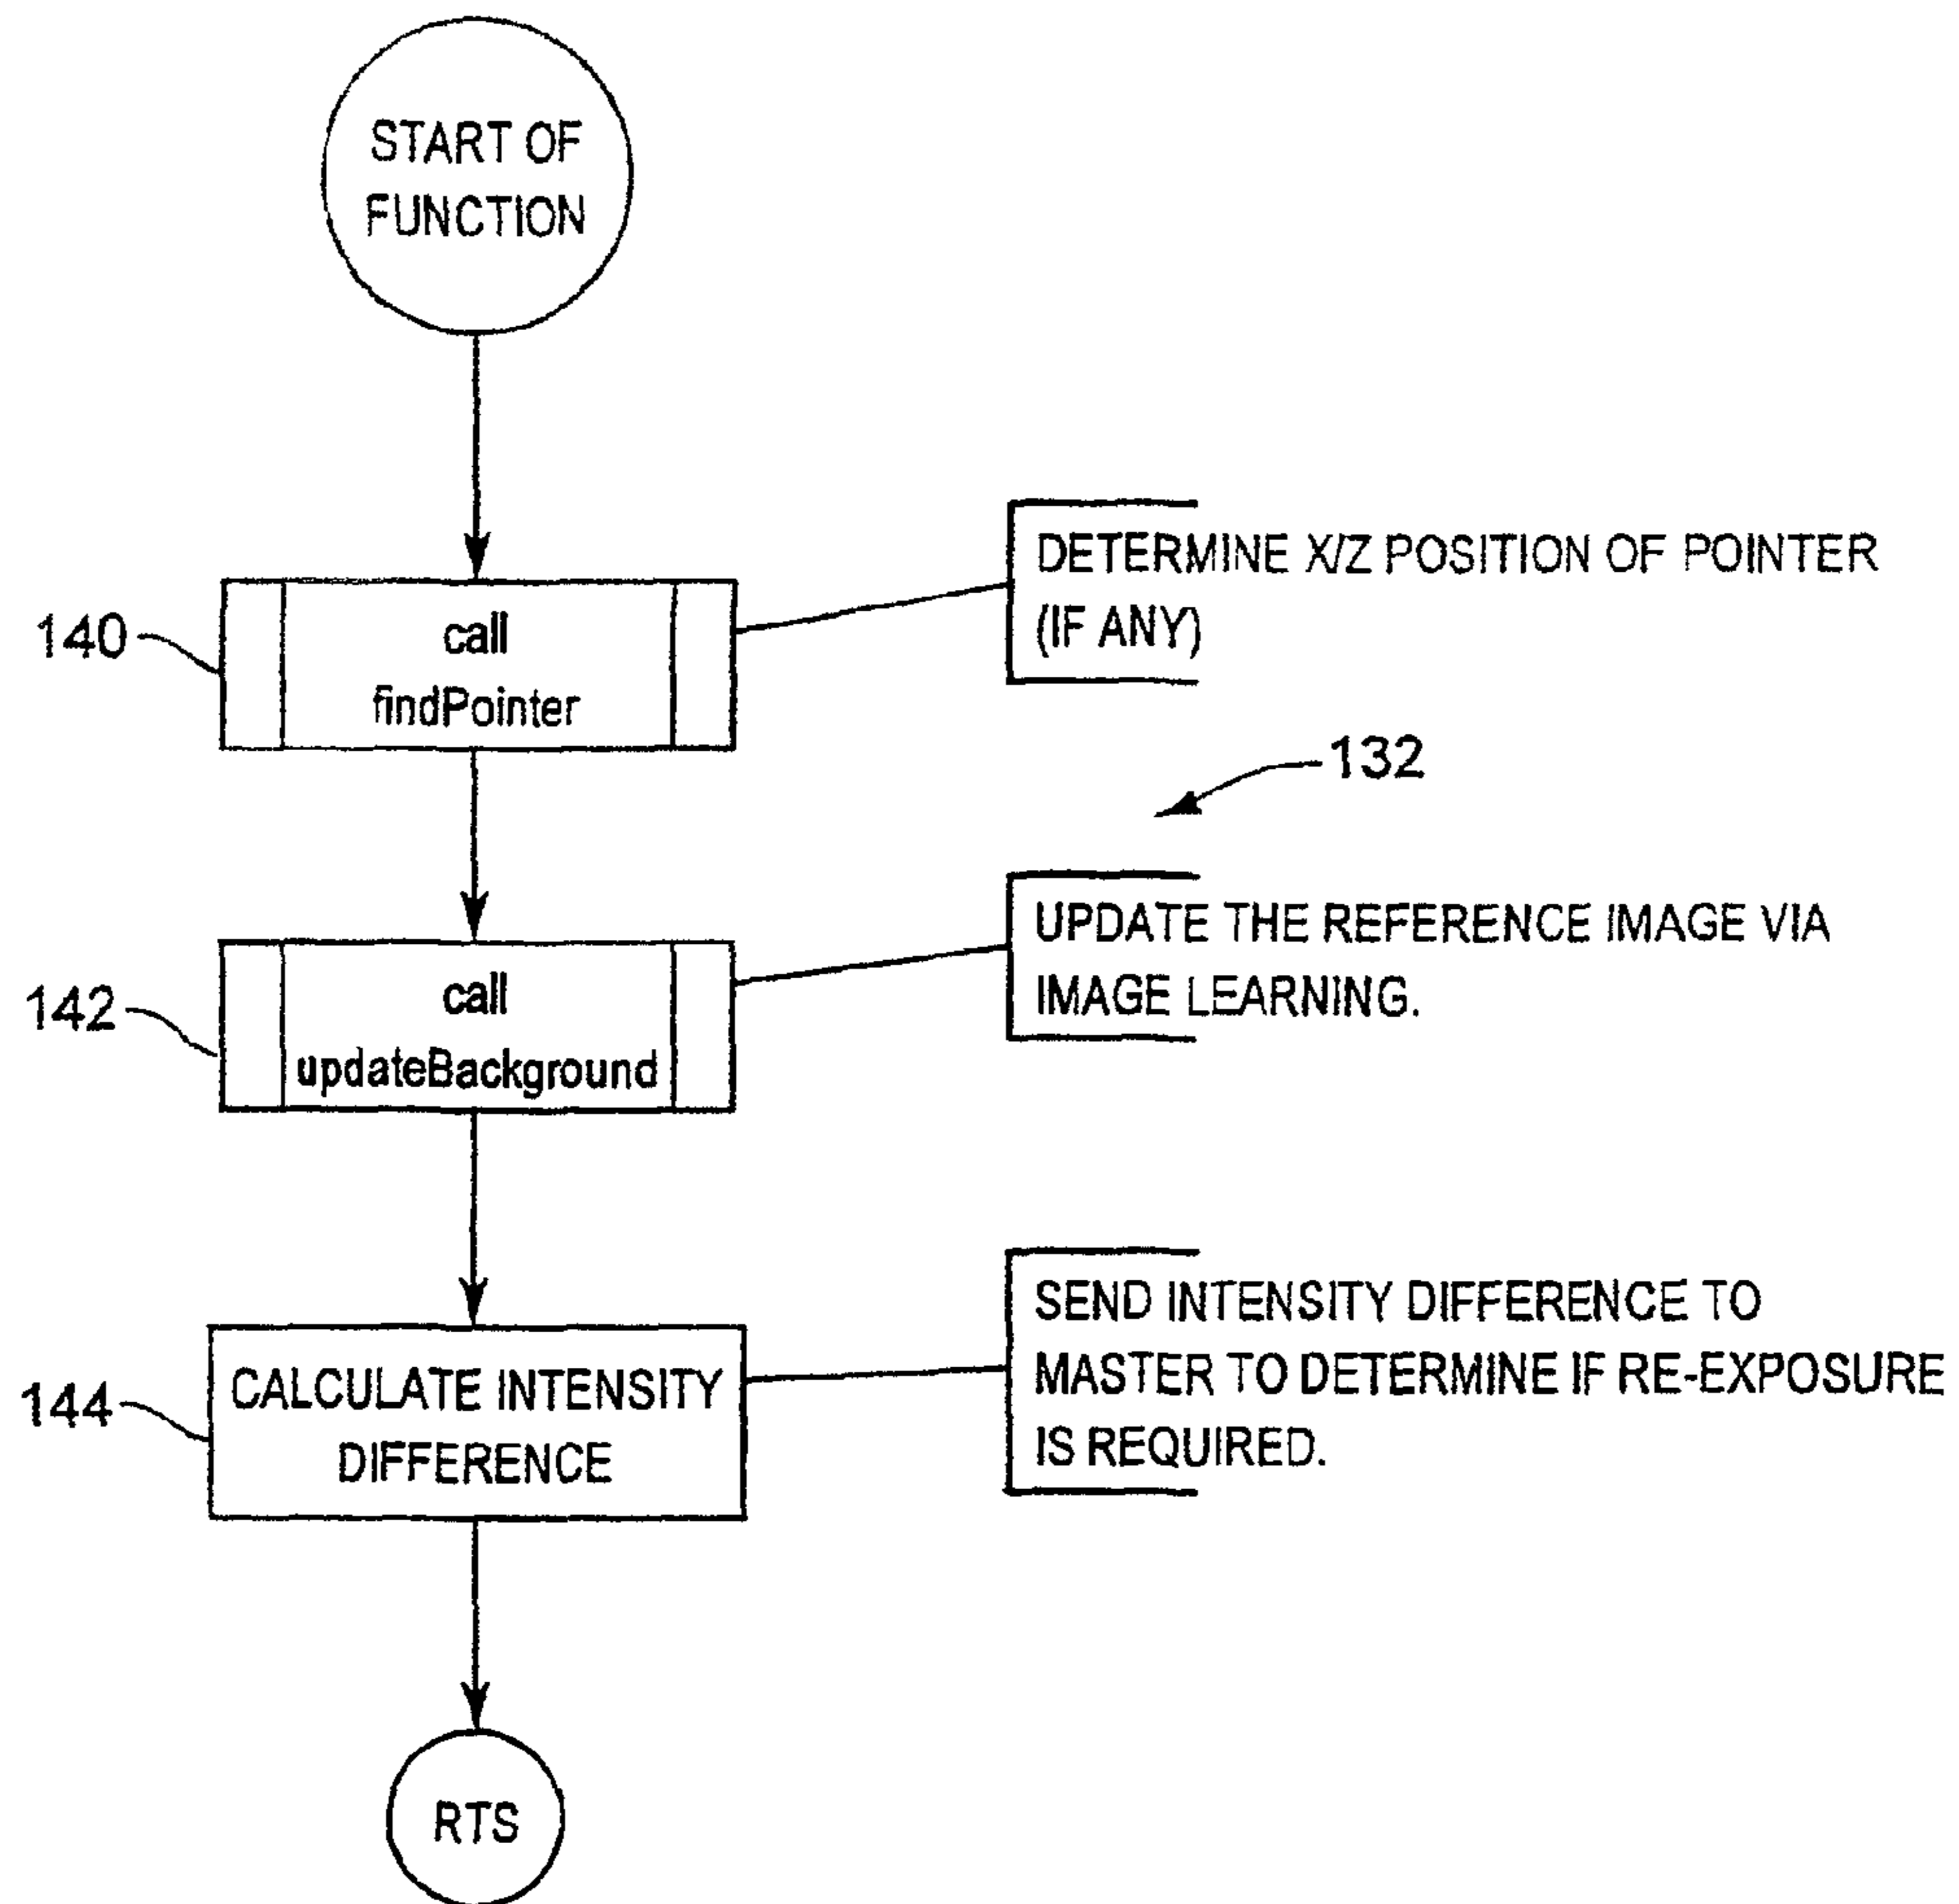 START OF
FUNCTION
140
call
findPointer
DETERMINE X/Z POSITION OF POINTER
(IF ANY)
132
142
call
updateBackground
UPDATE THE REFERENCE IMAGE VIA
IMAGE LEARNING.
144
CALCULATE INTENSITY
DIFFERENCE
SEND INTENSITY DIFFERENCE TO
MASTER TO DETERMINE IF RE-EXPOSURE
IS REQUIRED.
RTS